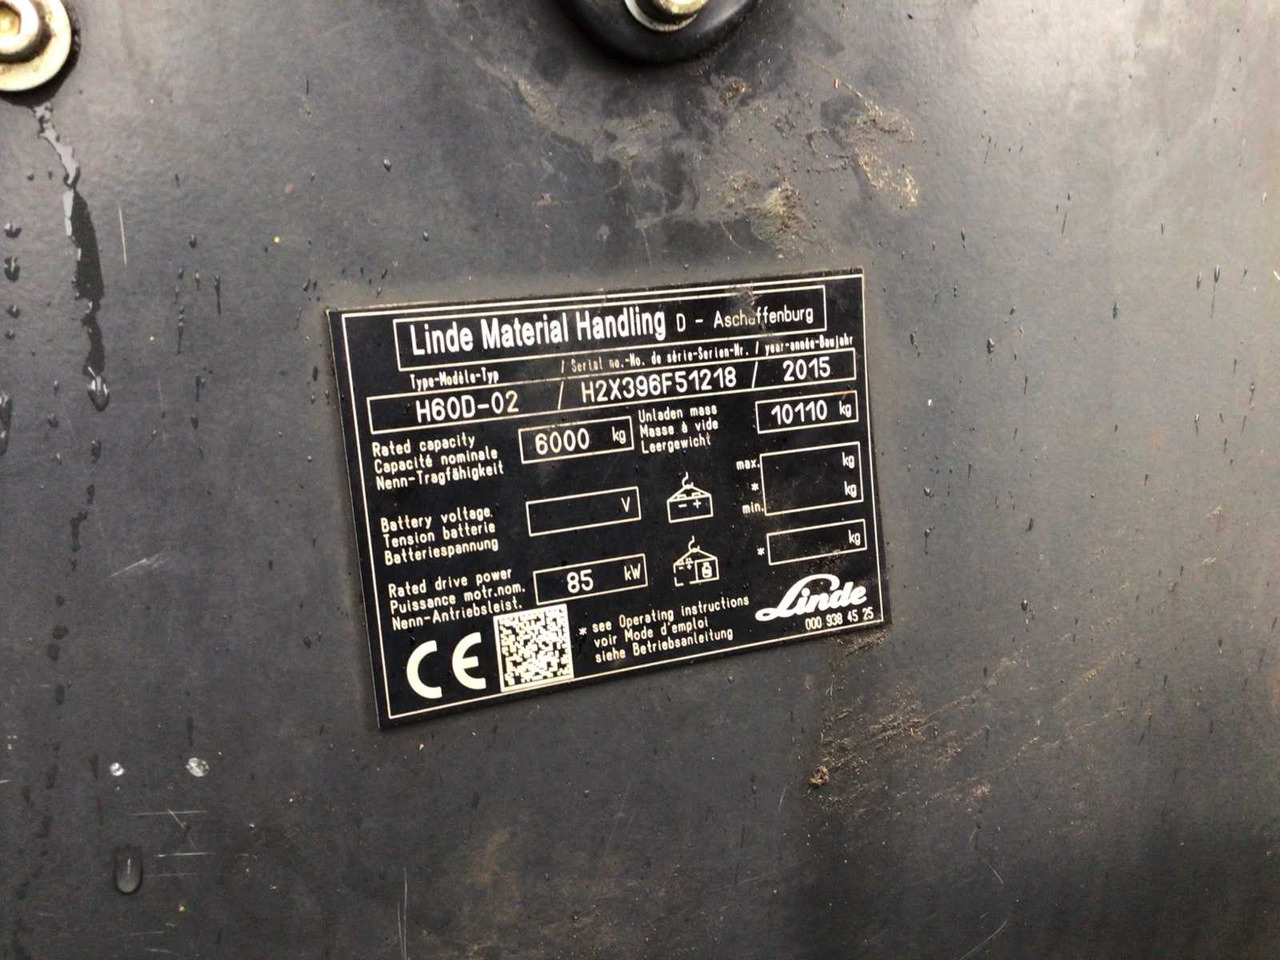 Linde Material Handling D - Aschaffenburg
Type-Modèle-Typ / Serial no.-No. de série-Serien-Nr. / year-année-Baujahr
H60D-02 / H2X396F51218 / 2015
Rated capacity
Capacité nominale
Nenn-Tragfähigkeit
6000 kg
Unladen mass
Masse à vide
Leergewicht
10110 kg
Battery voltage
Tension batterie
Batteriespannung
V
- +
max. kg
* kg
min.
Rated drive power
Puissance motr.nom.
Nenn-Antriebsleist.
85 kW
- +
* kg
CE
* see Operating instructions
voir Mode d'emploi
siehe Betriebsanleitung
Linde
000 938 45 25